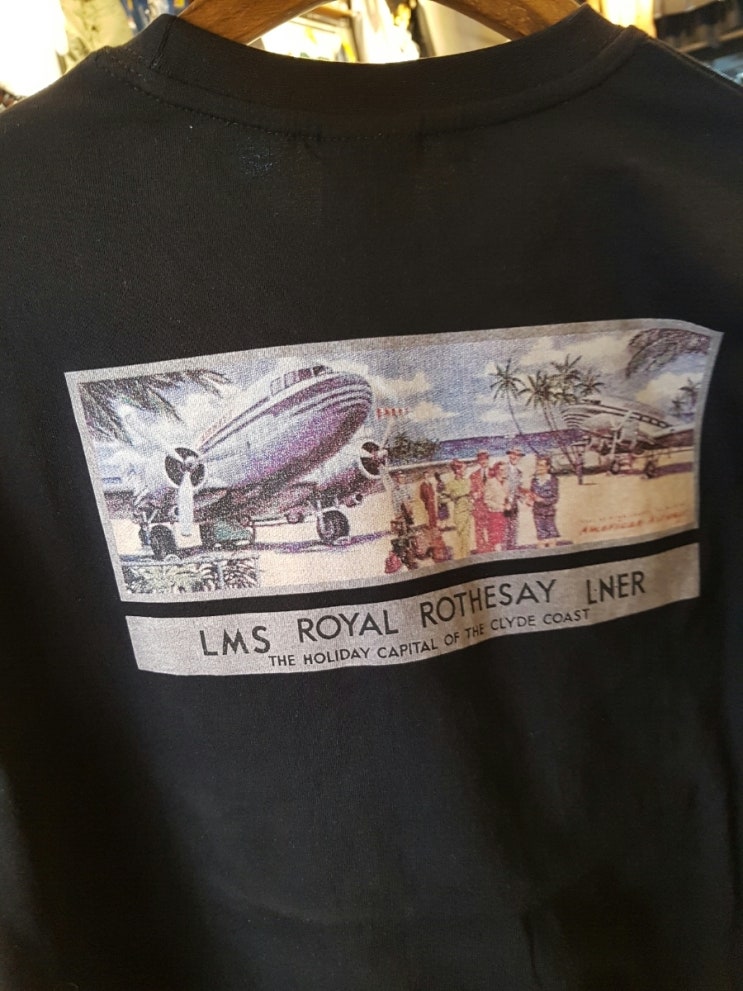 LMS ROYAL ROTHESAY LNER
THE HOLIDAY CAPITAL OF THE CLYDE COAST